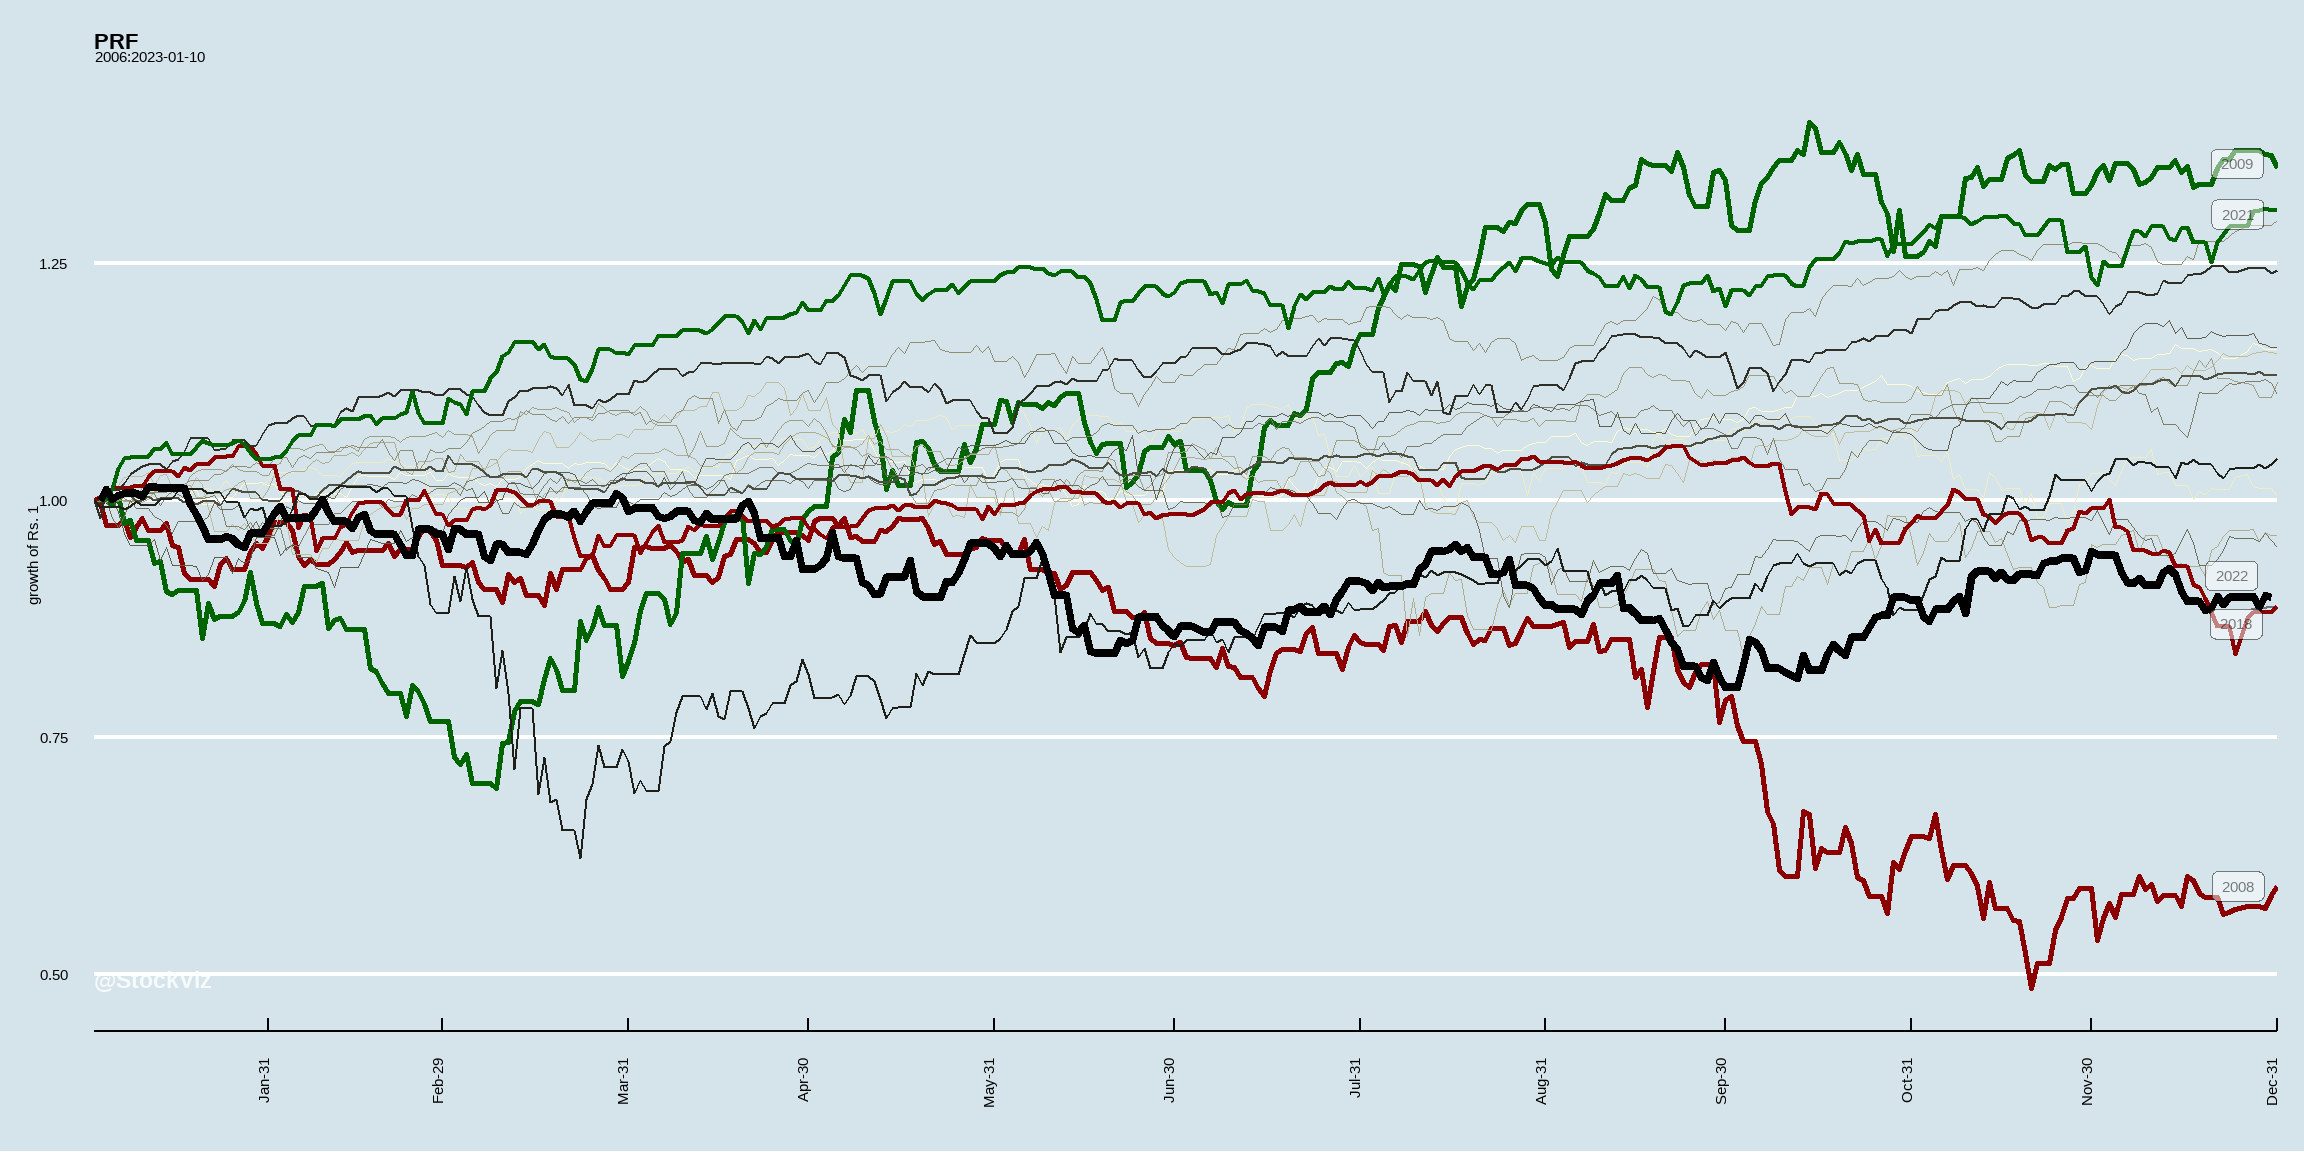 PRF
2006:2023-01-10
2009
2021
1.25
1.00
growth of Rs. 1
2022
2018
0.75
2008
0.50
@StockViz
Jan-31
Feb-29
Mar-31
Apr-30
May-31
Jun-30
Jul-31
Aug-31
Sep-30
Oct-31
Nov-30
Dec-31